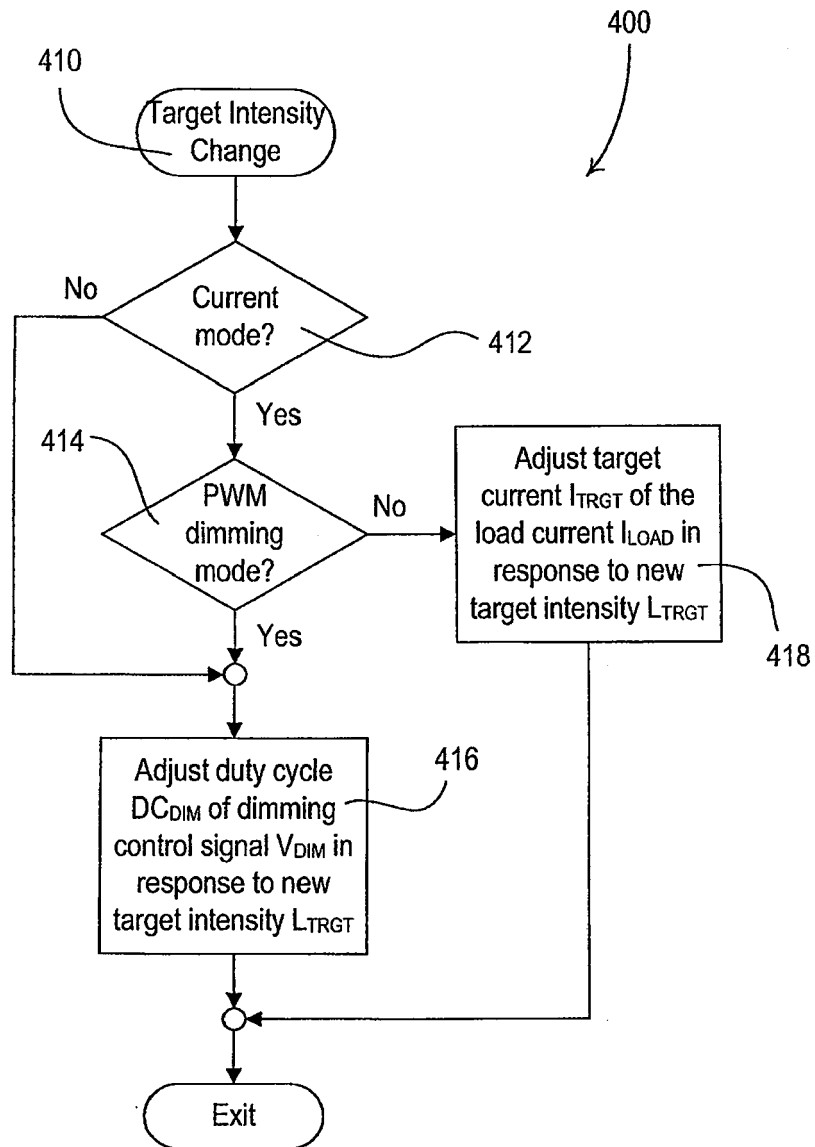 400
410
Target Intensity
Change
No
Current
mode?
412
Yes
414
PWM
dimming
mode?
No
Adjust target
current ITRGT of the
load current ILOAD in
response to new
target intensity LTRGT
418
Yes
Adjust duty cycle
DCDIM of dimming
control signal VDIM in
response to new
target intensity LTRGT
416
Exit